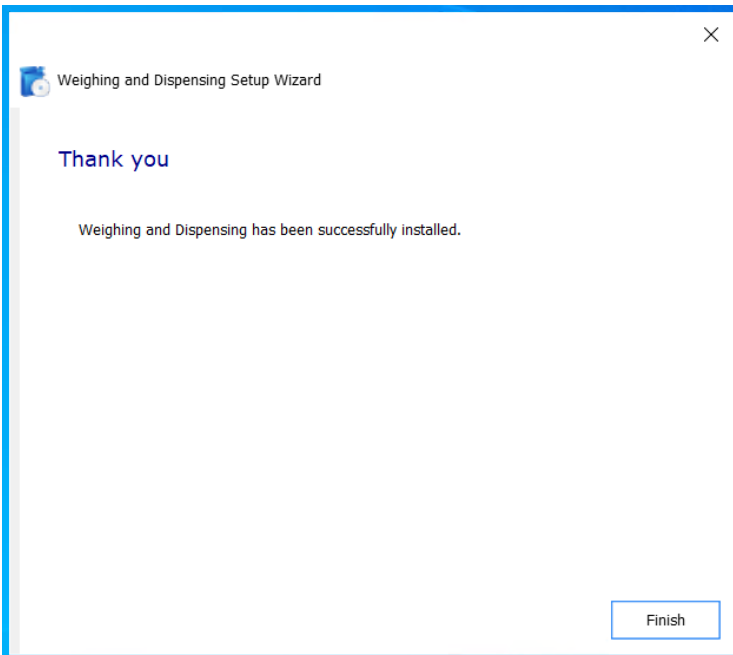 Weighing and Dispensing Setup Wizard
Thank you
Weighing and Dispensing has been successfully installed.
Finish